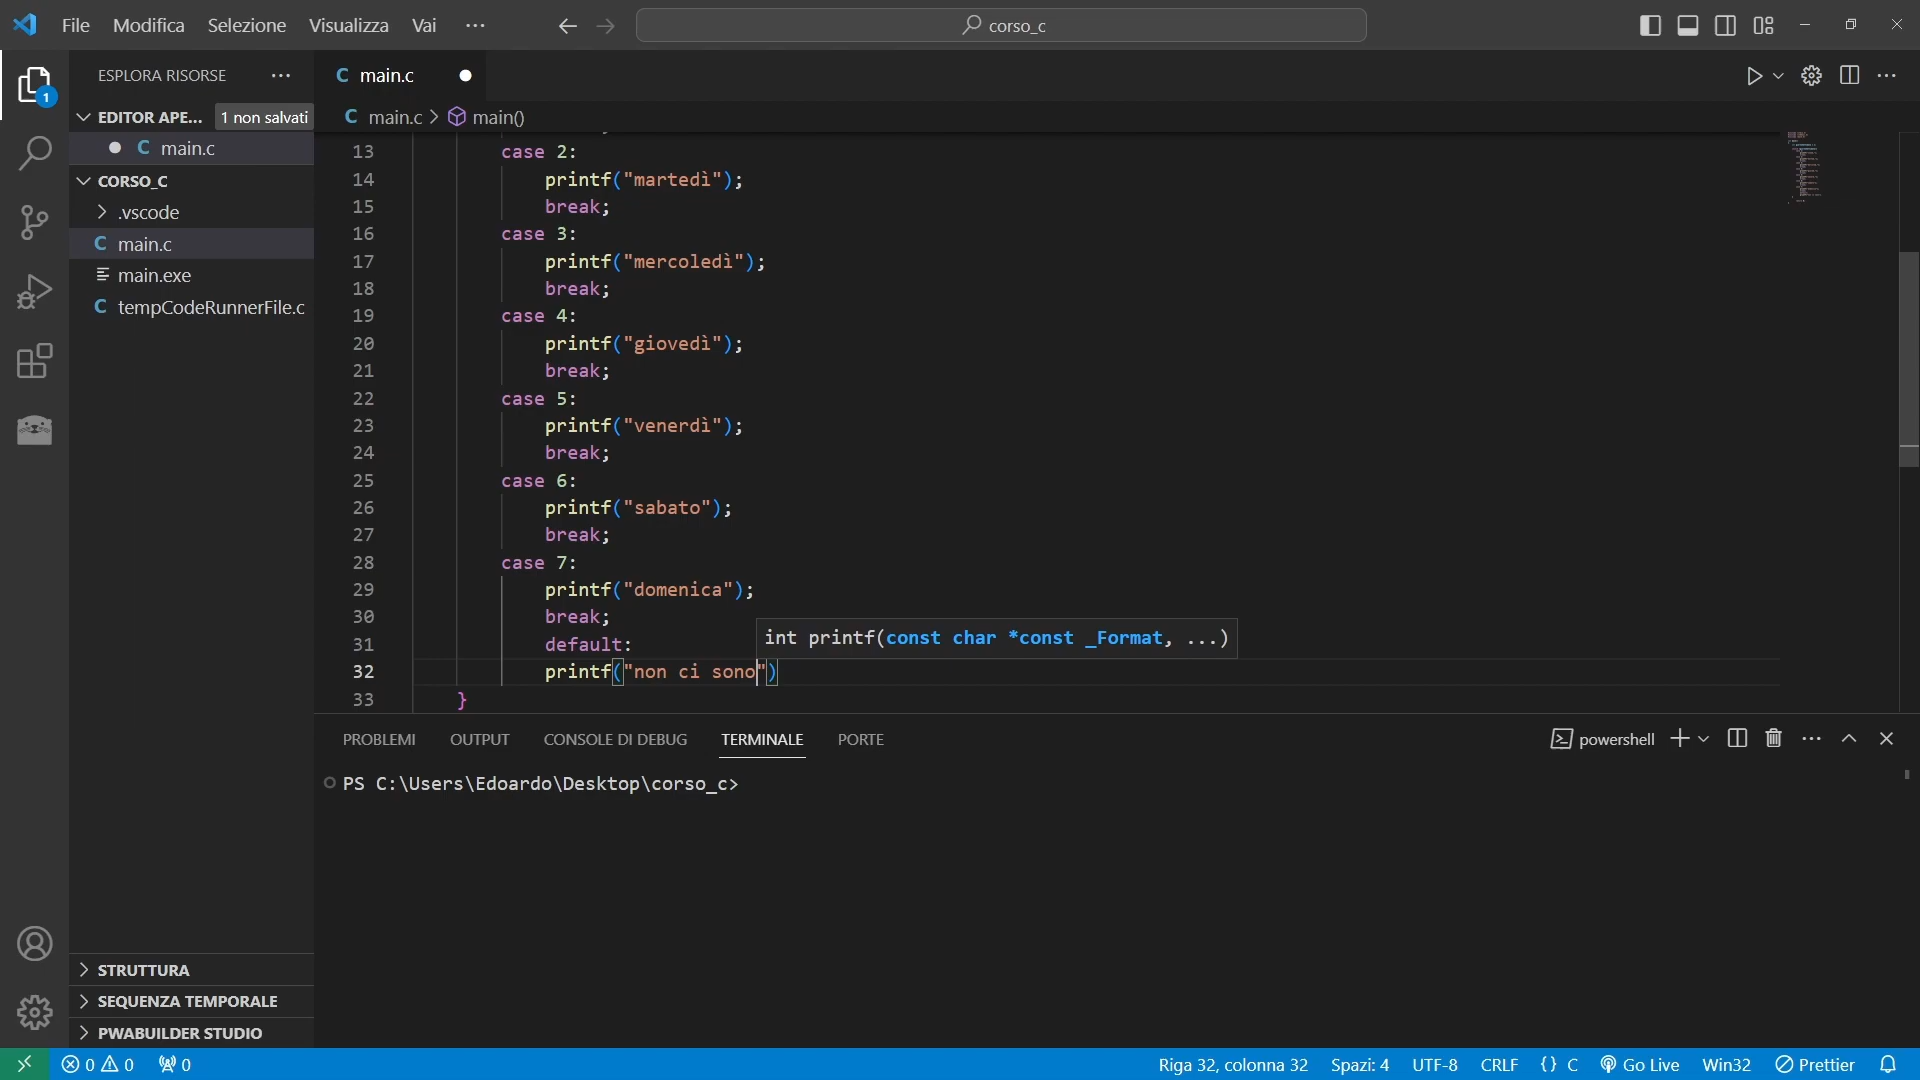 File Modifica Selezione Visualizza Vai ··· corso_c
ESPLORA RISORSE ···
EDITOR APE... 1 non salvati
C main.c
CORSO_C
.vscode
C main.c
main.exe
C tempCodeRunnerFile.c
STRUTTURA
SEQUENZA TEMPORALE
PWABUILDER STUDIO
1
C main.c
C main.c > main()
13 case 2:
14 printf("martedì");
15 break;
16 case 3:
17 printf("mercoledì");
18 break;
19 case 4:
20 printf("giovedì");
21 break;
22 case 5:
23 printf("venerdì");
24 break;
25 case 6:
26 printf("sabato");
27 break;
28 case 7:
29 printf("domenica");
30 break;
31 default:
int printf(const char *const _Format, ...)
32 printf("non ci sono")
33 }
PROBLEMI OUTPUT CONSOLE DI DEBUG TERMINALE PORTE powershell
PS C:\Users\Edoardo\Desktop\corso_c>
0 0 0 Riga 32, colonna 32 Spazi: 4 UTF-8 CRLF {} C Go Live Win32 Prettier